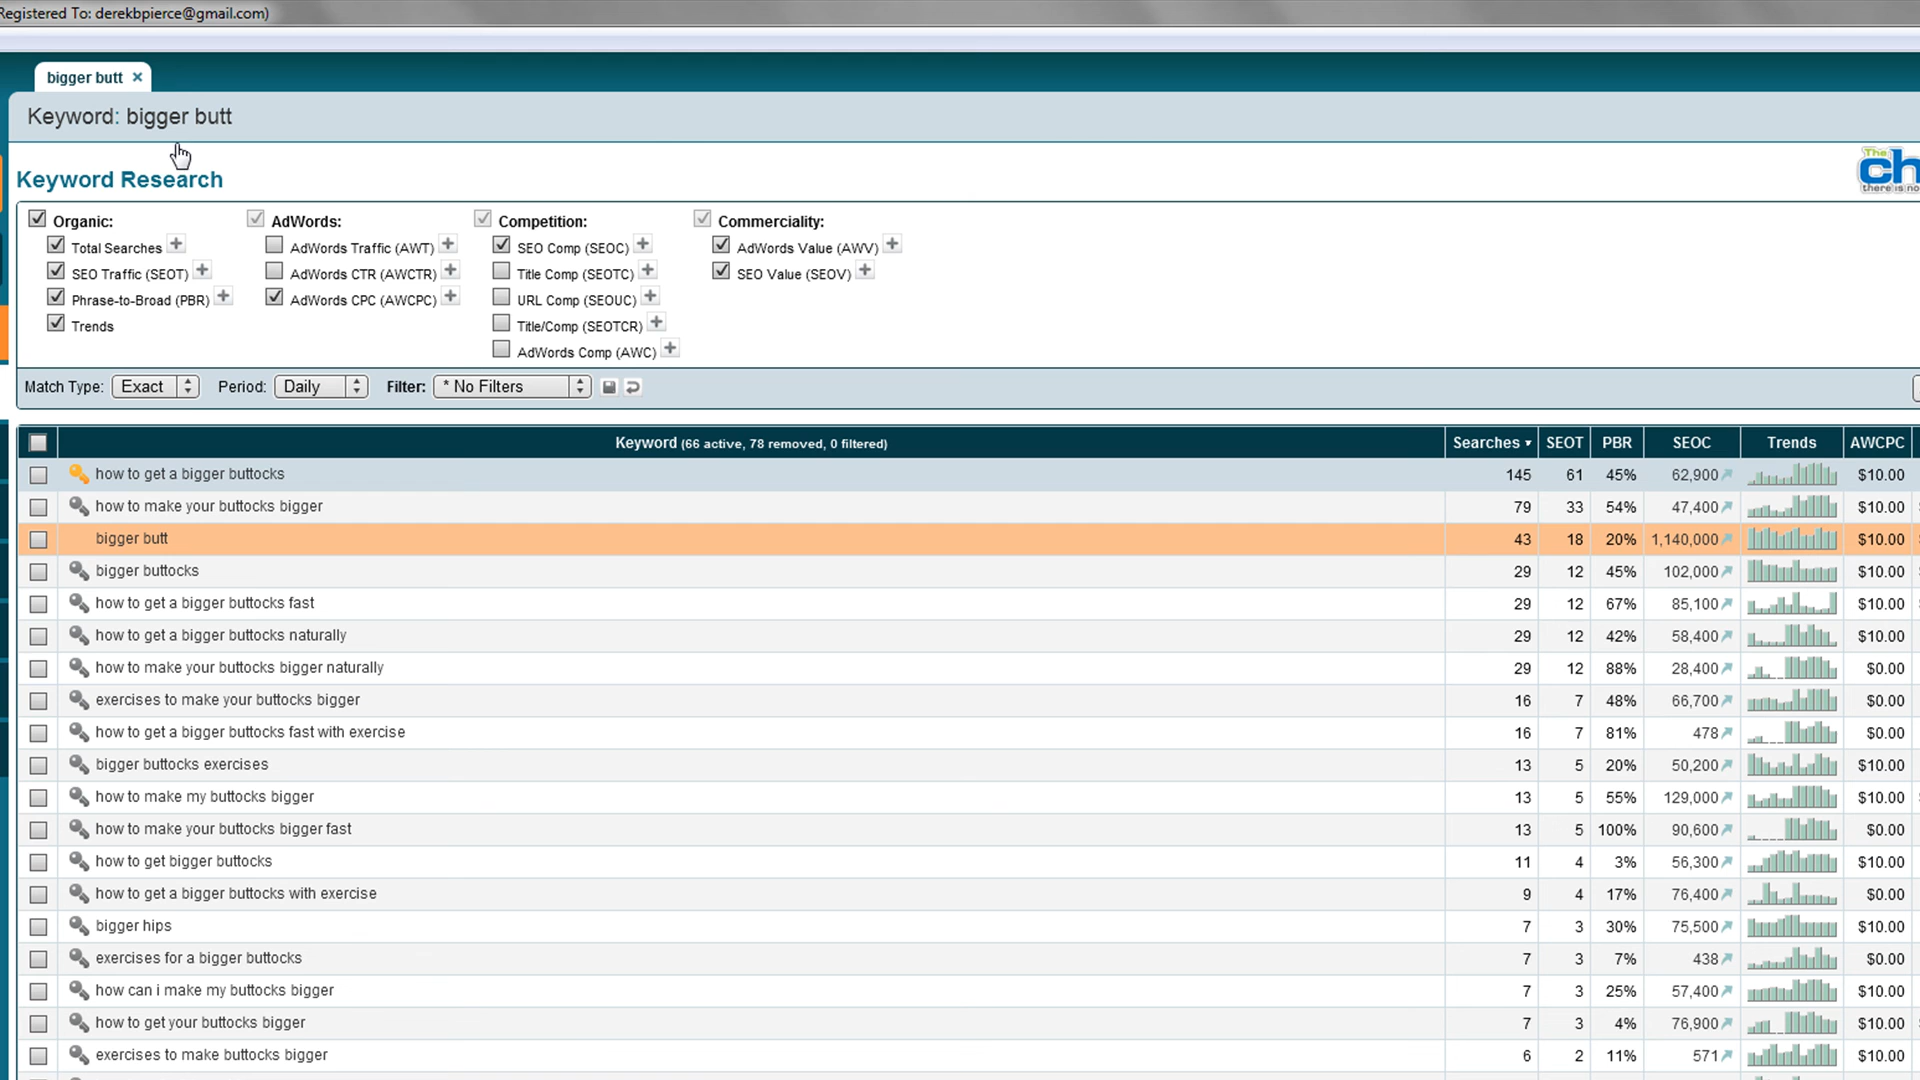 Registered To: derekbpierce@gmail.com)
bigger butt ×
Keyword: bigger butt
Keyword Research
The
ch
there is no
Organic: AdWords: Competition: Commerciality:
Total Searches + AdWords Traffic (AWT) + SEO Comp (SEOC) + AdWords Value (AWV) +
SEO Traffic (SEOT) + AdWords CTR (AWCTR) + Title Comp (SEOTC) + SEO Value (SEOV) +
Phrase-to-Broad (PBR) + AdWords CPC (AWCPC) + URL Comp (SEOUC) +
Trends Title/Comp (SEOTCR) +
AdWords Comp (AWC) +
Match Type: Exact Period: Daily Filter: * No Filters
Keyword (66 active, 78 removed, 0 filtered) Searches SEOT PBR SEOC Trends AWCPC
how to get a bigger buttocks 145 61 45% 62,900 $10.00
how to make your buttocks bigger 79 33 54% 47,400 $10.00
bigger butt 43 18 20% 1,140,000 $10.00
bigger buttocks 29 12 45% 102,000 $10.00
how to get a bigger buttocks fast 29 12 67% 85,100 $10.00
how to get a bigger buttocks naturally 29 12 42% 58,400 $10.00
how to make your buttocks bigger naturally 29 12 88% 28,400 $0.00
exercises to make your buttocks bigger 16 7 48% 66,700 $0.00
how to get a bigger buttocks fast with exercise 16 7 81% 478 $0.00
bigger buttocks exercises 13 5 20% 50,200 $10.00
how to make my buttocks bigger 13 5 55% 129,000 $10.00
how to make your buttocks bigger fast 13 5 100% 90,600 $0.00
how to get bigger buttocks 11 4 3% 56,300 $10.00
how to get a bigger buttocks with exercise 9 4 17% 76,400 $0.00
bigger hips 7 3 30% 75,500 $10.00
exercises for a bigger buttocks 7 3 7% 438 $0.00
how can i make my buttocks bigger 7 3 25% 57,400 $10.00
how to get your buttocks bigger 7 3 4% 76,900 $10.00
exercises to make buttocks bigger 6 2 11% 571 $10.00